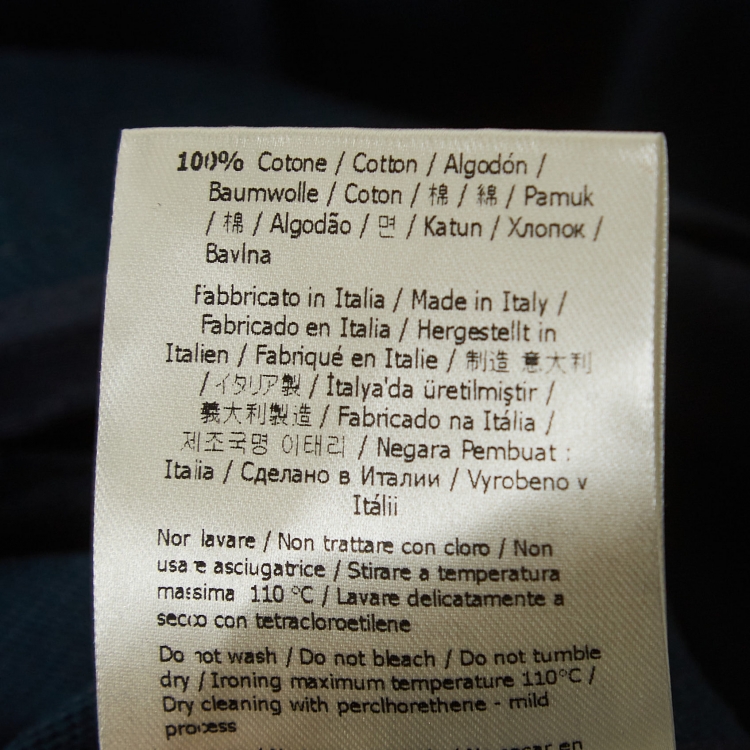 100% Cotone / Cotton / Algodón /
Baumwolle / Coton / 棉 / 綿 / Pamuk
/ 棉 / Algodão / 면 / Katun / Хлопок /
Bavlna
Fabbricato in Italia / Made in Italy /
Fabricado en Italia / Hergestellt in
Italien / Fabriqué en Italie / 制造 意大利
/ イタリア製 / İtalya'da üretilmiştir /
義大利製造 / Fabricado na Itália /
제조국명 이태리 / Negara Pembuat :
Italia / Сделано в Италии / Vyrobeno v
Itálii
Non lavare / Non trattare con cloro / Non
usare asciugatrice / Stirare a temperatura
massima 110 °C / Lavare delicatamente a
secco con tetracloroetilene
Do not wash / Do not bleach / Do not tumble
dry / Ironing maximum temperature 110°C /
Dry cleaning with perclhorethene - mild
process